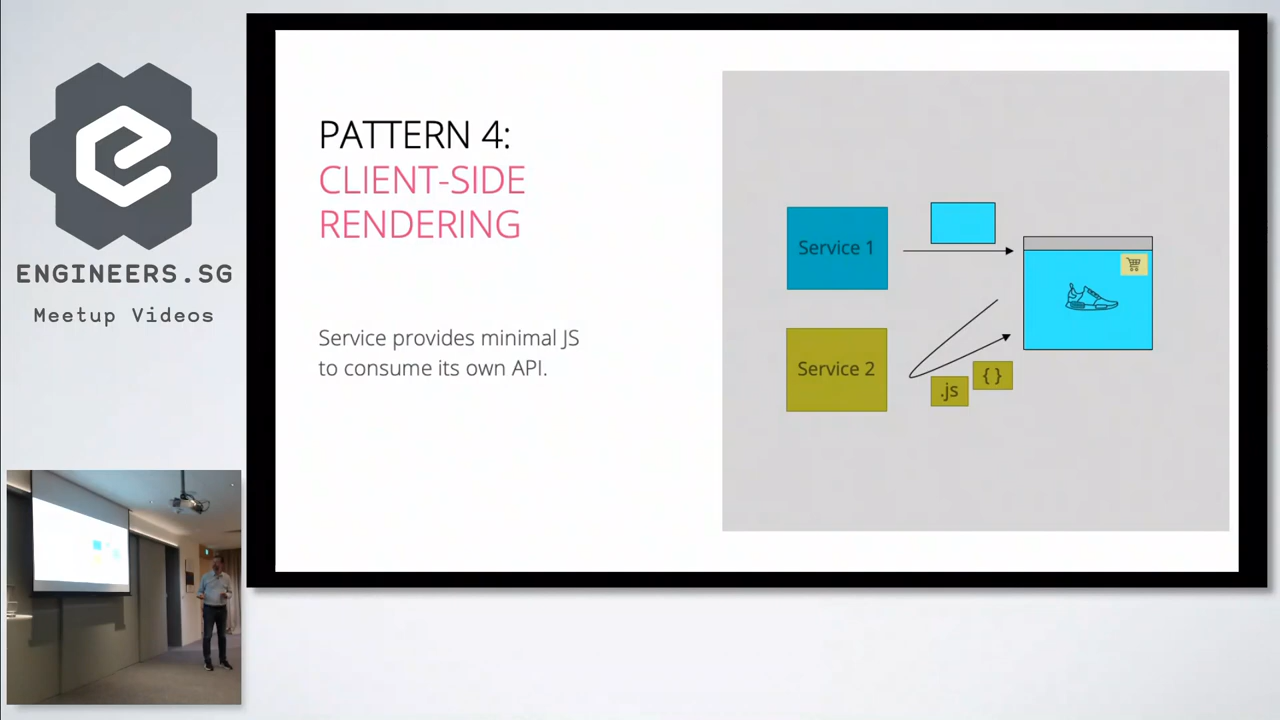 ENGINEERS.SG
Meetup Videos
PATTERN 4:
CLIENT-SIDE
RENDERING
Service provides minimal JS
to consume its own API.
Service 1
Service 2
.js
{ }